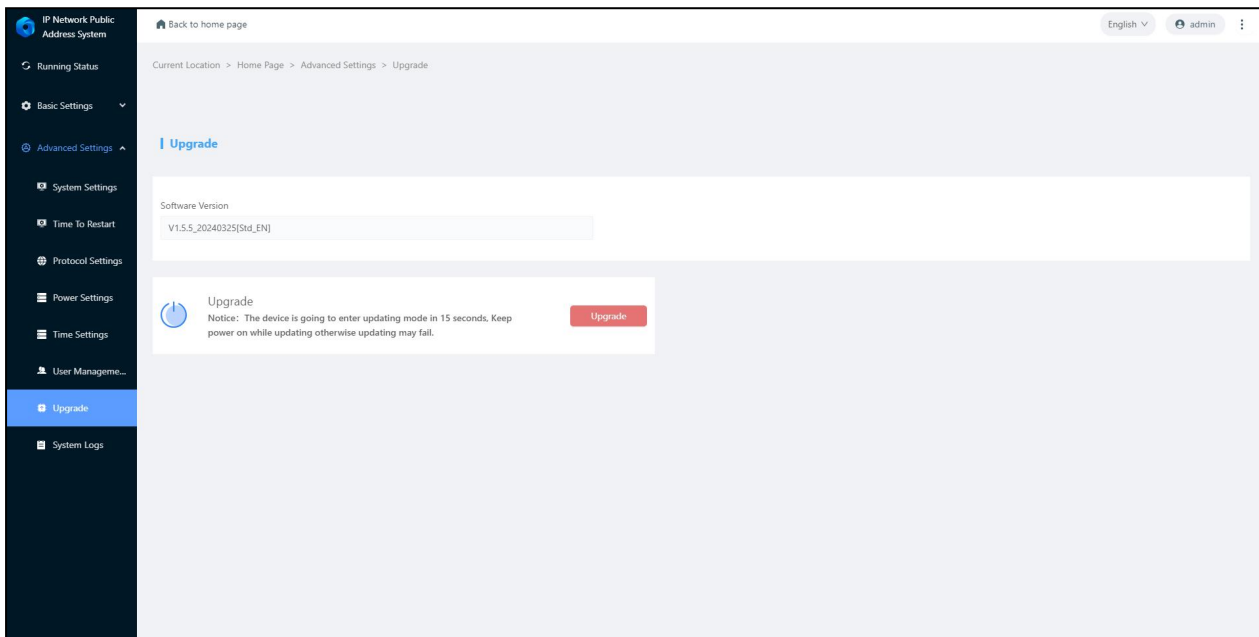 IP Network Public
Address System
Back to home page
English
admin
Running Status
Current Location > Home Page > Advanced Settings > Upgrade
Basic Settings
Advanced Settings
Upgrade
System Settings
Software Version
Time To Restart
V1.5.5_20240325[Std_EN]
Protocol Settings
Power Settings
Upgrade
Notice: The device is going to enter updating mode in 15 seconds, Keep
power on while updating otherwise updating may fail.
Upgrade
Time Settings
User Manageme...
Upgrade
System Logs